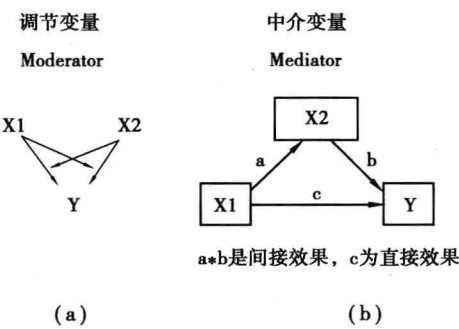 调节变量
Moderator
X1
X2
Y
(a)
中介变量
Mediator
X2
a
b
c
X1
Y
a*b是间接效果，c为直接效果
(b)